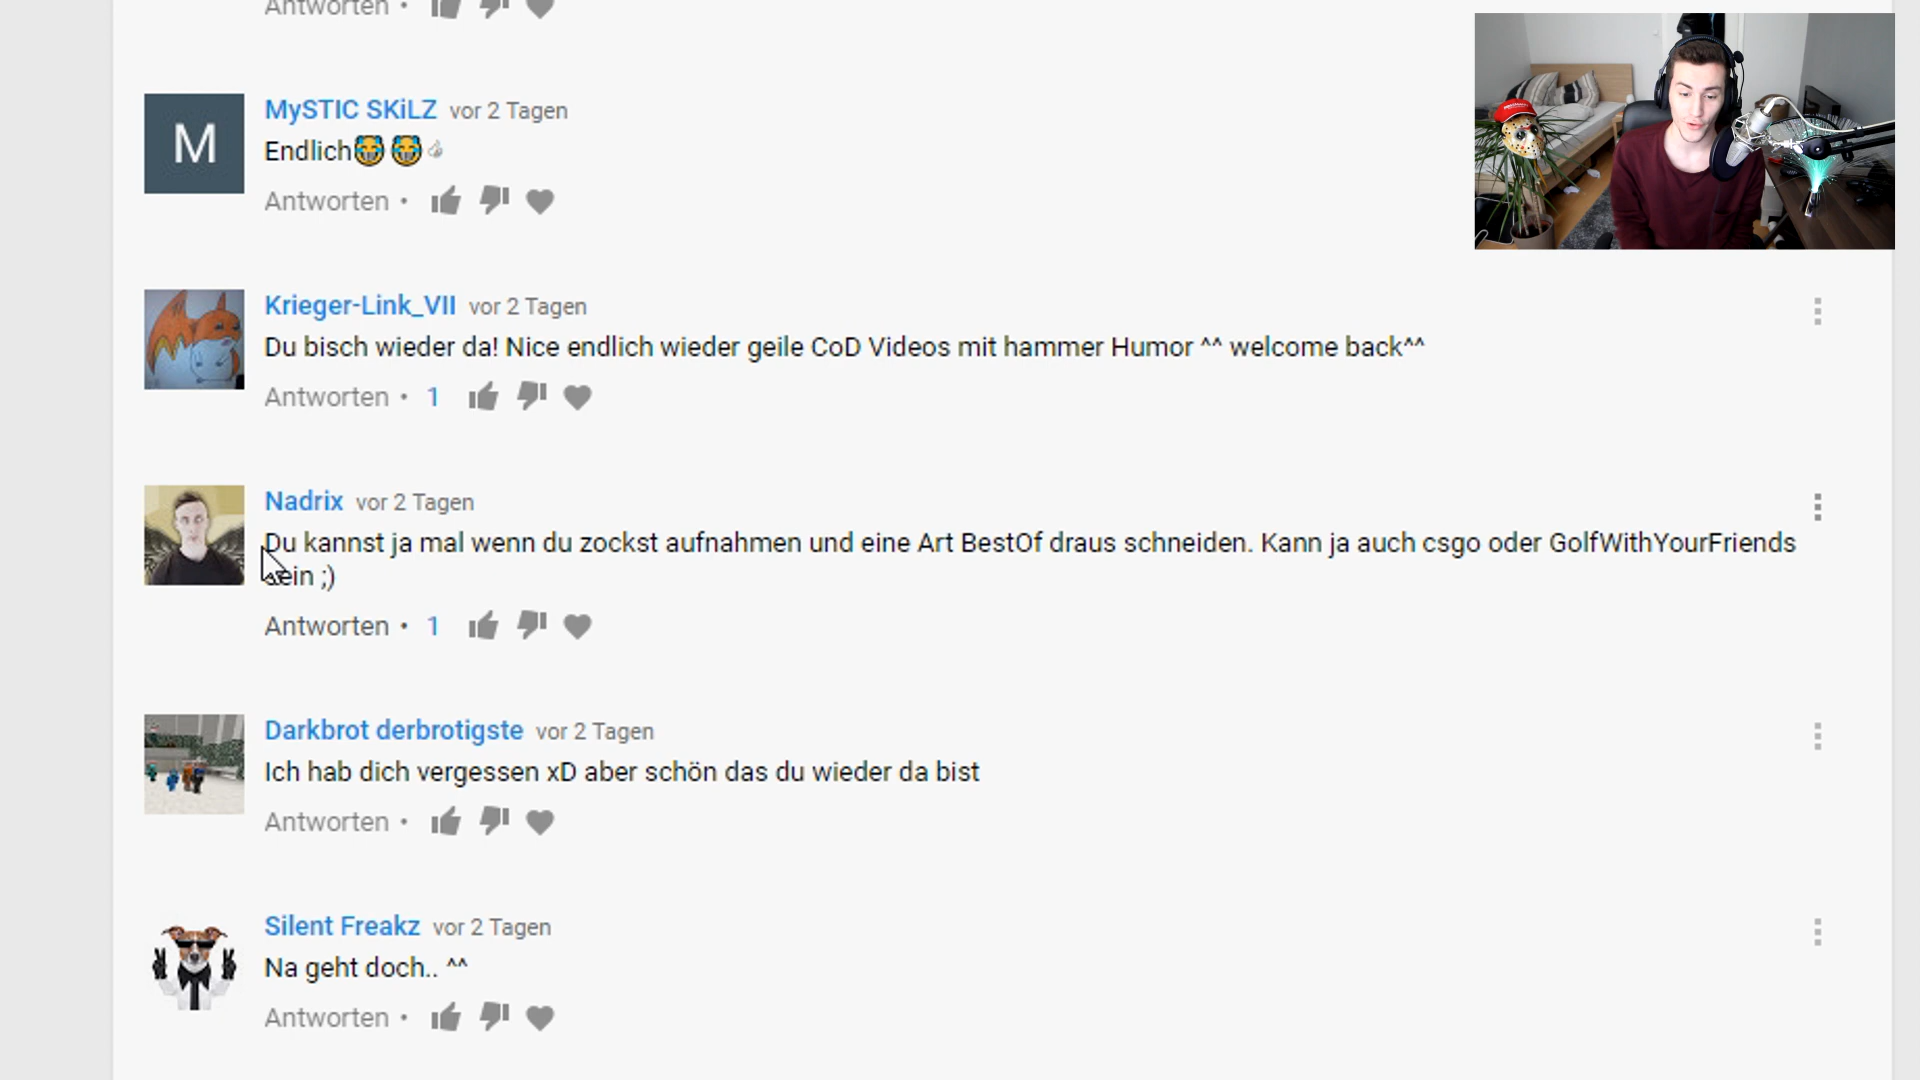 Antworten •
M
MySTIC SKiLZ vor 2 Tagen
Endlich😹😹👍
Antworten •
Krieger-Link_VII vor 2 Tagen
Du bisch wieder da! Nice endlich wieder geile CoD Videos mit hammer Humor ^^ welcome back^^
Antworten • 1
Nadrix vor 2 Tagen
Du kannst ja mal wenn du zockst aufnahmen und eine Art BestOf draus schneiden. Kann ja auch csgo oder GolfWithYourFriends
sein ;)
Antworten • 1
Darkbrot derbrotigste vor 2 Tagen
Ich hab dich vergessen xD aber schön das du wieder da bist
Antworten •
Silent Freakz vor 2 Tagen
Na geht doch.. ^^
Antworten •